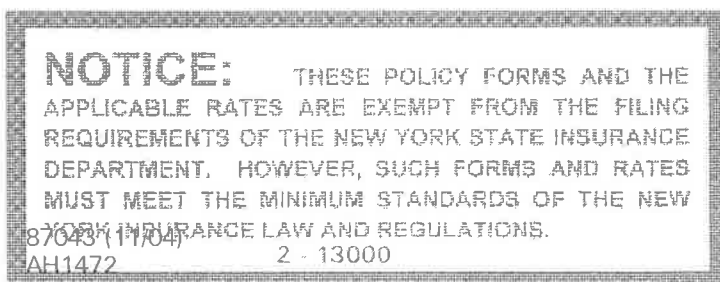 NOTICE: THESE POLICY FORMS AND THE
APPLICABLE RATES ARE EXEMPT FROM THE FILING
REQUIREMENTS OF THE NEW YORK STATE INSURANCE
DEPARTMENT. HOWEVER, SUCH FORMS AND RATES
MUST MEET THE MINIMUM STANDARDS OF THE NEW
YORK INSURANCE LAW AND REGULATIONS.
87043 (11/04)
2 - 13000
AH1472